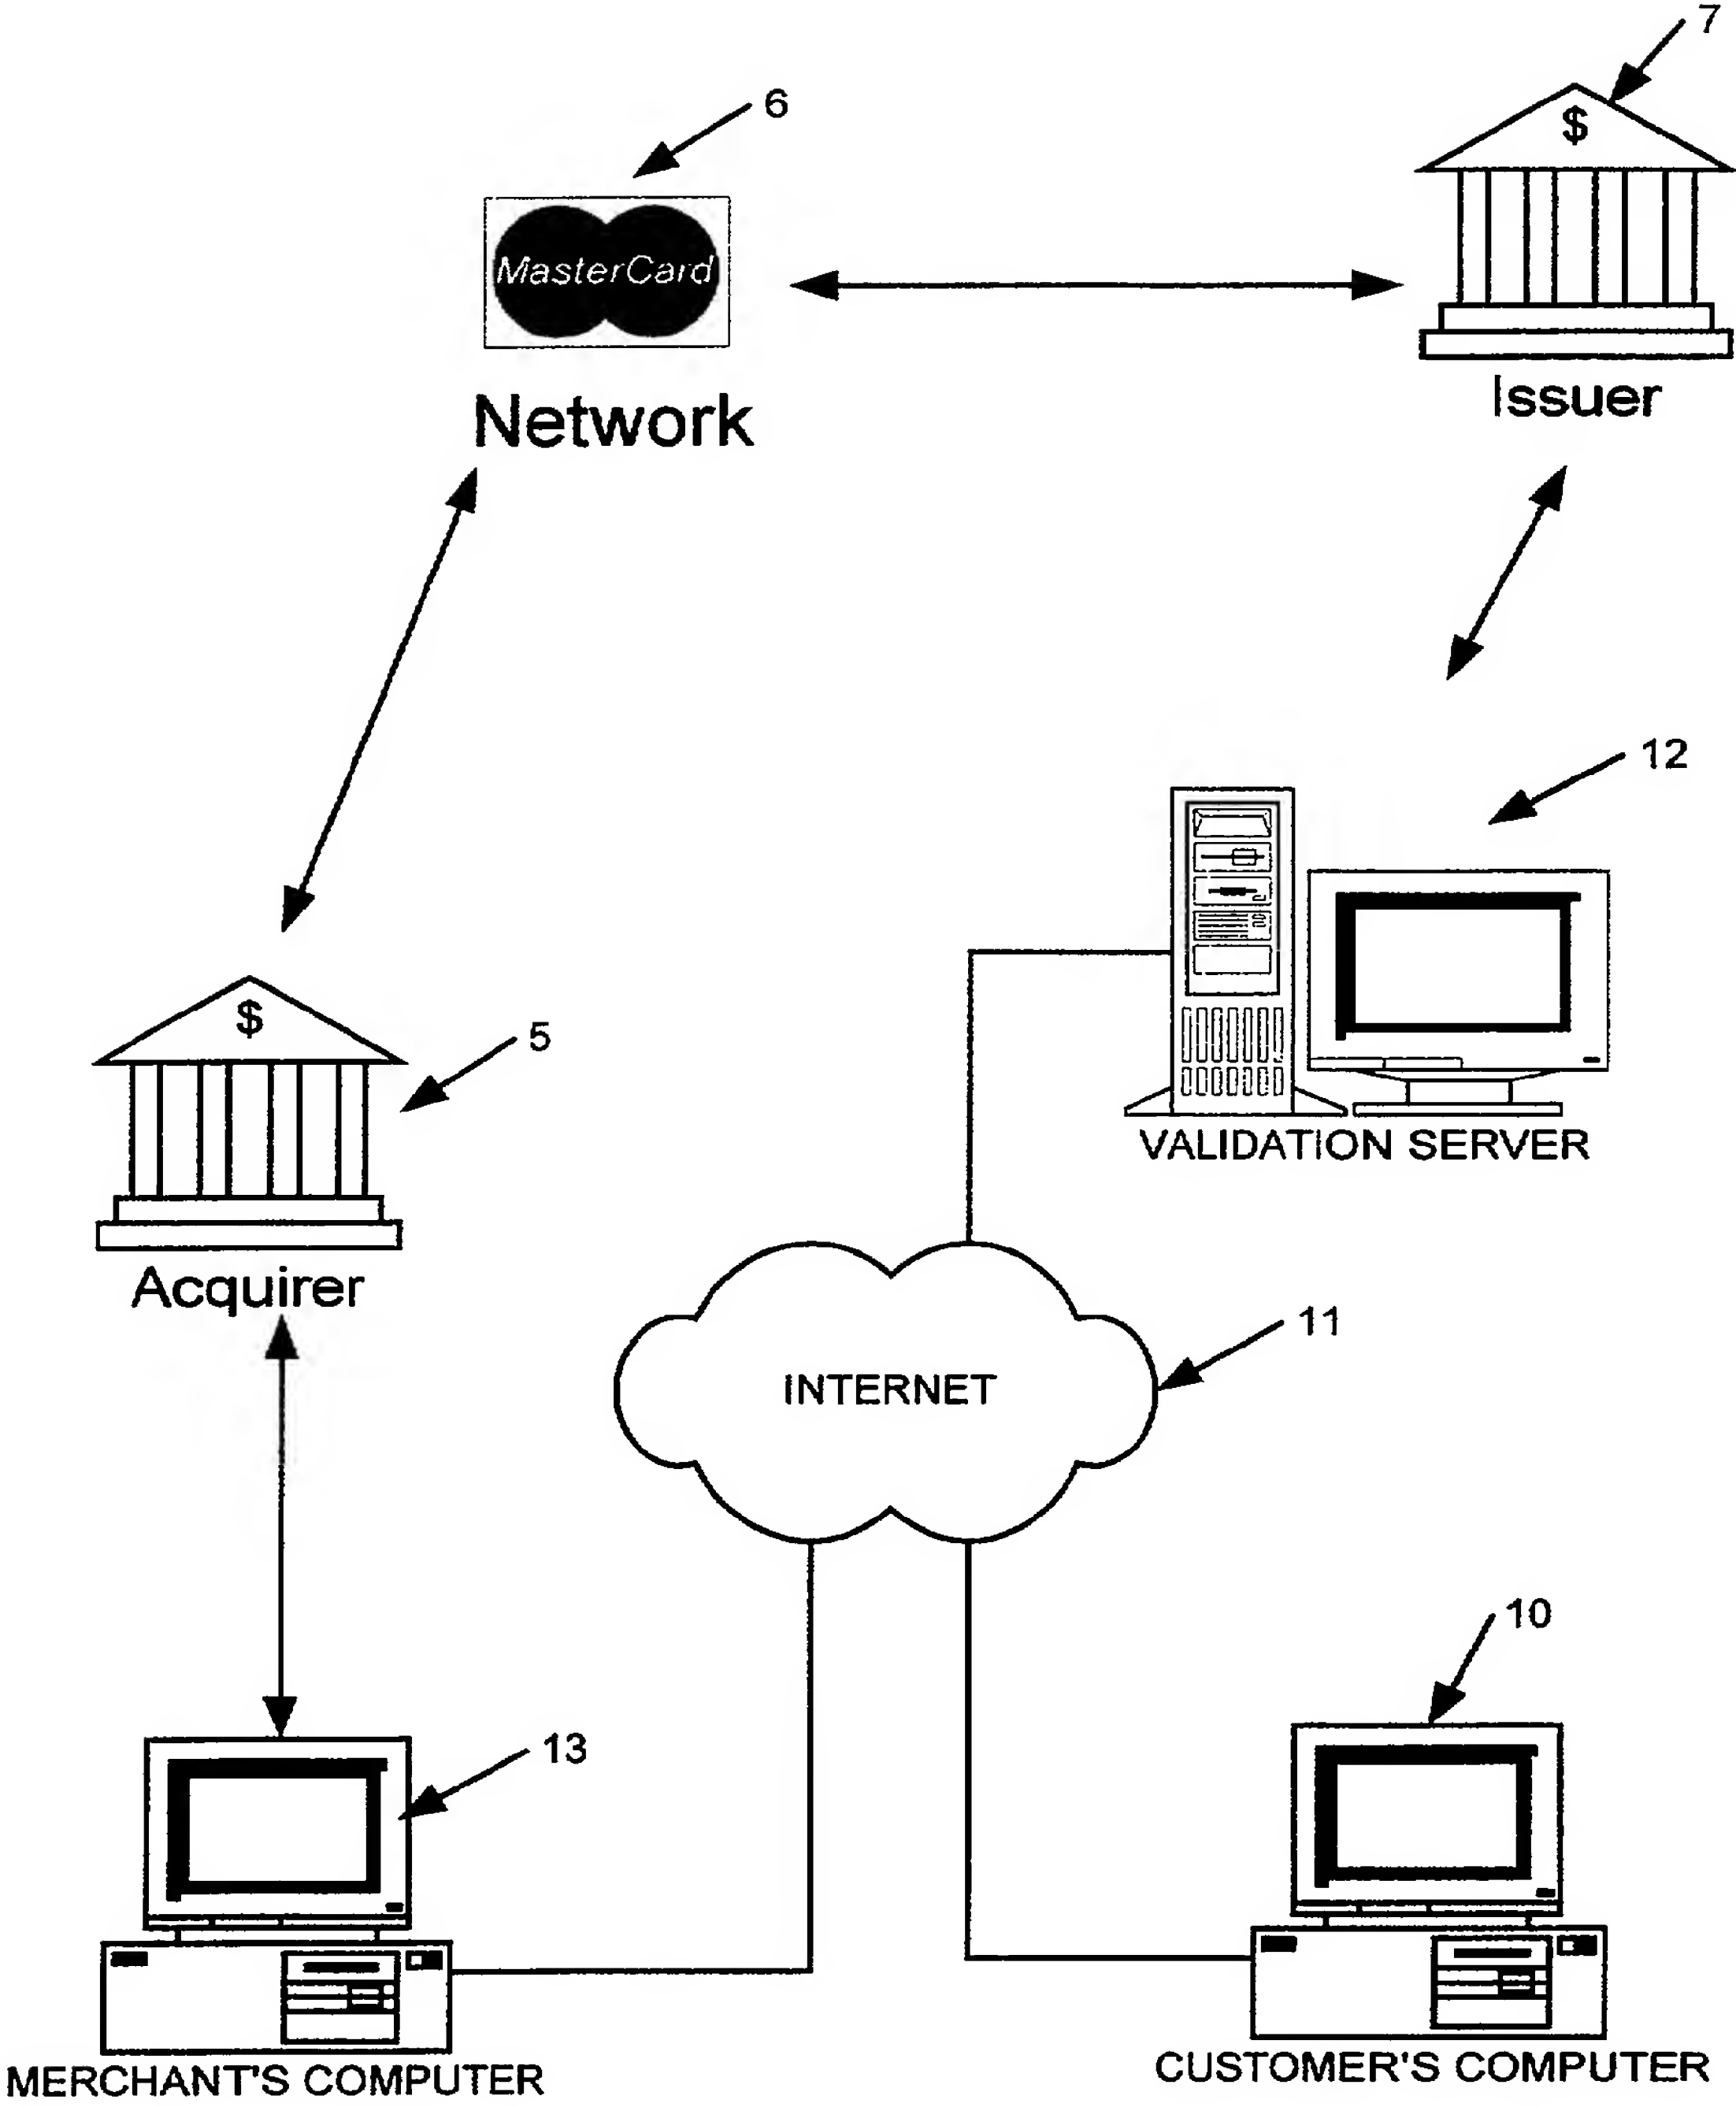 7
6
$
MasterCard
Network
Issuer
12
$
5
VALIDATION SERVER
Acquirer
11
INTERNET
10
13
MERCHANT'S COMPUTER
CUSTOMER'S COMPUTER